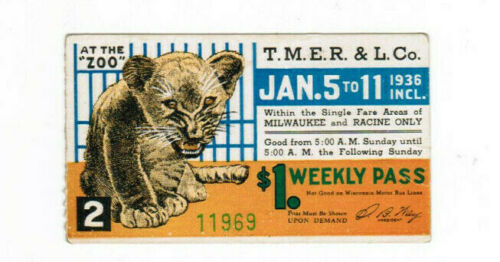 AT THE
"ZOO"
T.M.E.R. & L.Co.
JAN. 5 TO 11 1936 INCL.
Within the Single Fare Areas of
MILWAUKEE and RACINE ONLY
Good from 5:00 A.M. Sunday until
5:00 A.M. the Following Sunday
$1. WEEKLY PASS
Not Good on Wisconsin Motor Bus Lines
2
11969
Pass Must Be Shown
UPON DEMAND
PRESIDENT